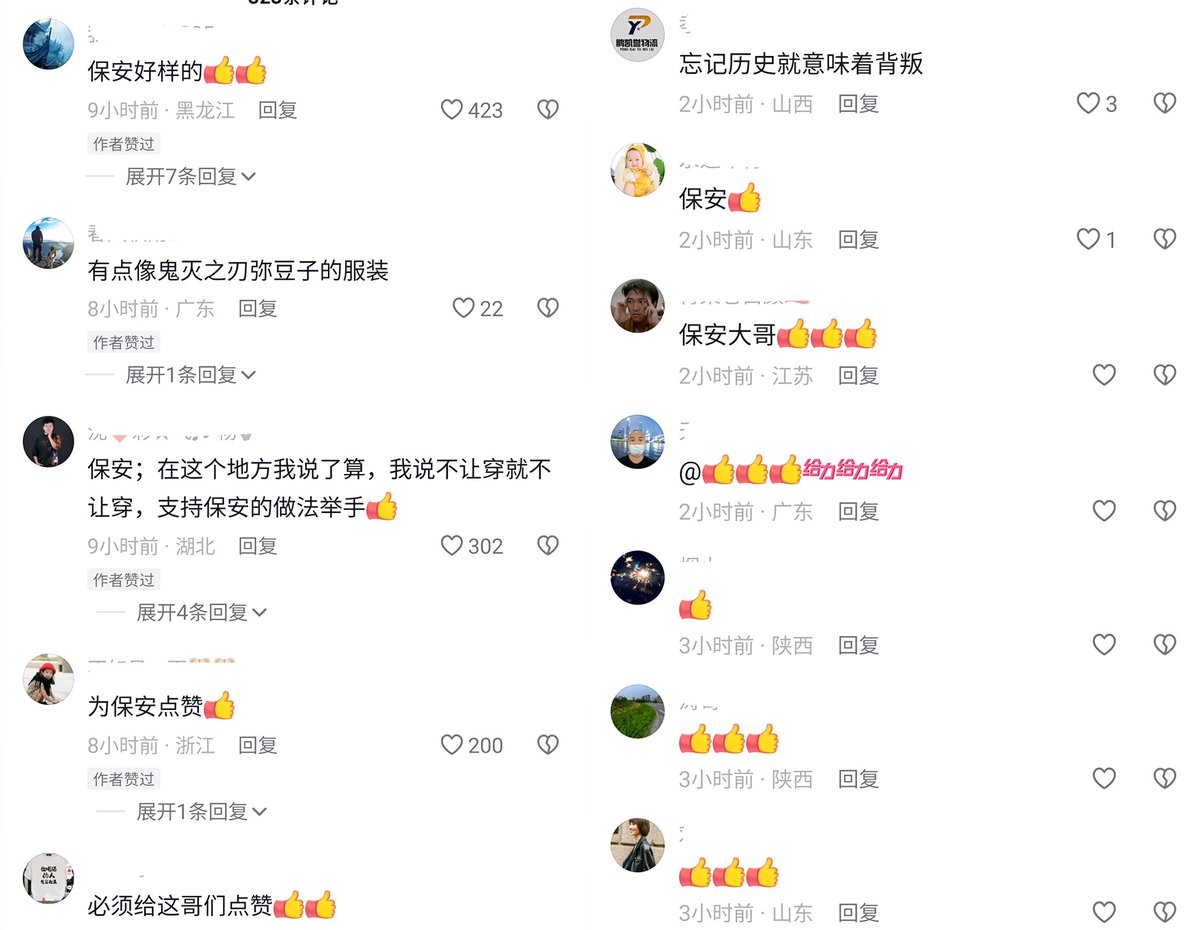 保安好样的👍👍
9小时前 · 黑龙江 回复 423
作者赞过
展开7条回复
有点像鬼灭之刃弥豆子的服装
8小时前 · 广东 回复 22
作者赞过
展开1条回复
保安；在这个地方我说了算，我说不让穿就不
让穿，支持保安的做法举手👍
9小时前 · 湖北 回复 302
作者赞过
展开4条回复
为保安点赞👍
8小时前 · 浙江 回复 200
作者赞过
展开1条回复
必须给这哥们点赞👍👍
鹏凯誉物流
PENG KAI YU WU LIU
忘记历史就意味着背叛
2小时前 · 山西 回复 3
保安👍
2小时前 · 山东 回复 1
保安大哥👍👍👍
2小时前 · 江苏 回复
@👍👍👍给力给力给力
2小时前 · 广东 回复
👍
3小时前 · 陕西 回复
👍👍👍
3小时前 · 陕西 回复
👍👍👍
3小时前 · 山东 回复